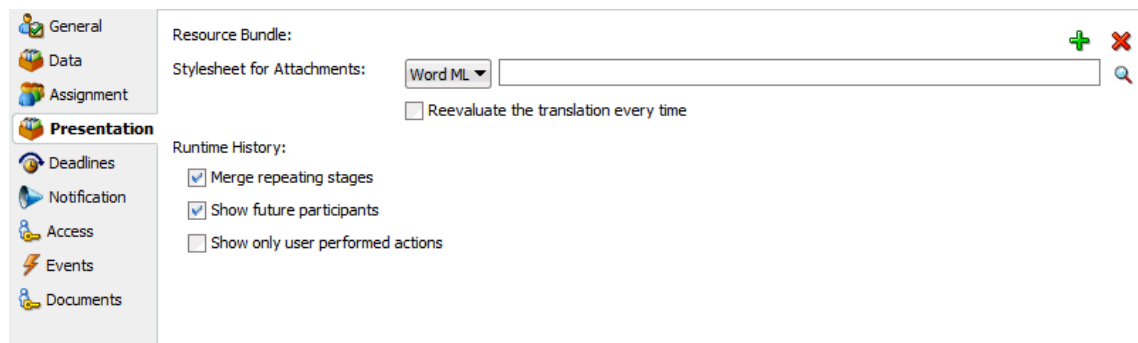 General
Data
Assignment
Presentation
Deadlines
Notification
Access
Events
Documents
Resource Bundle:
Stylesheet for Attachments: Word ML
Reevaluate the translation every time
Runtime History:
Merge repeating stages
Show future participants
Show only user performed actions